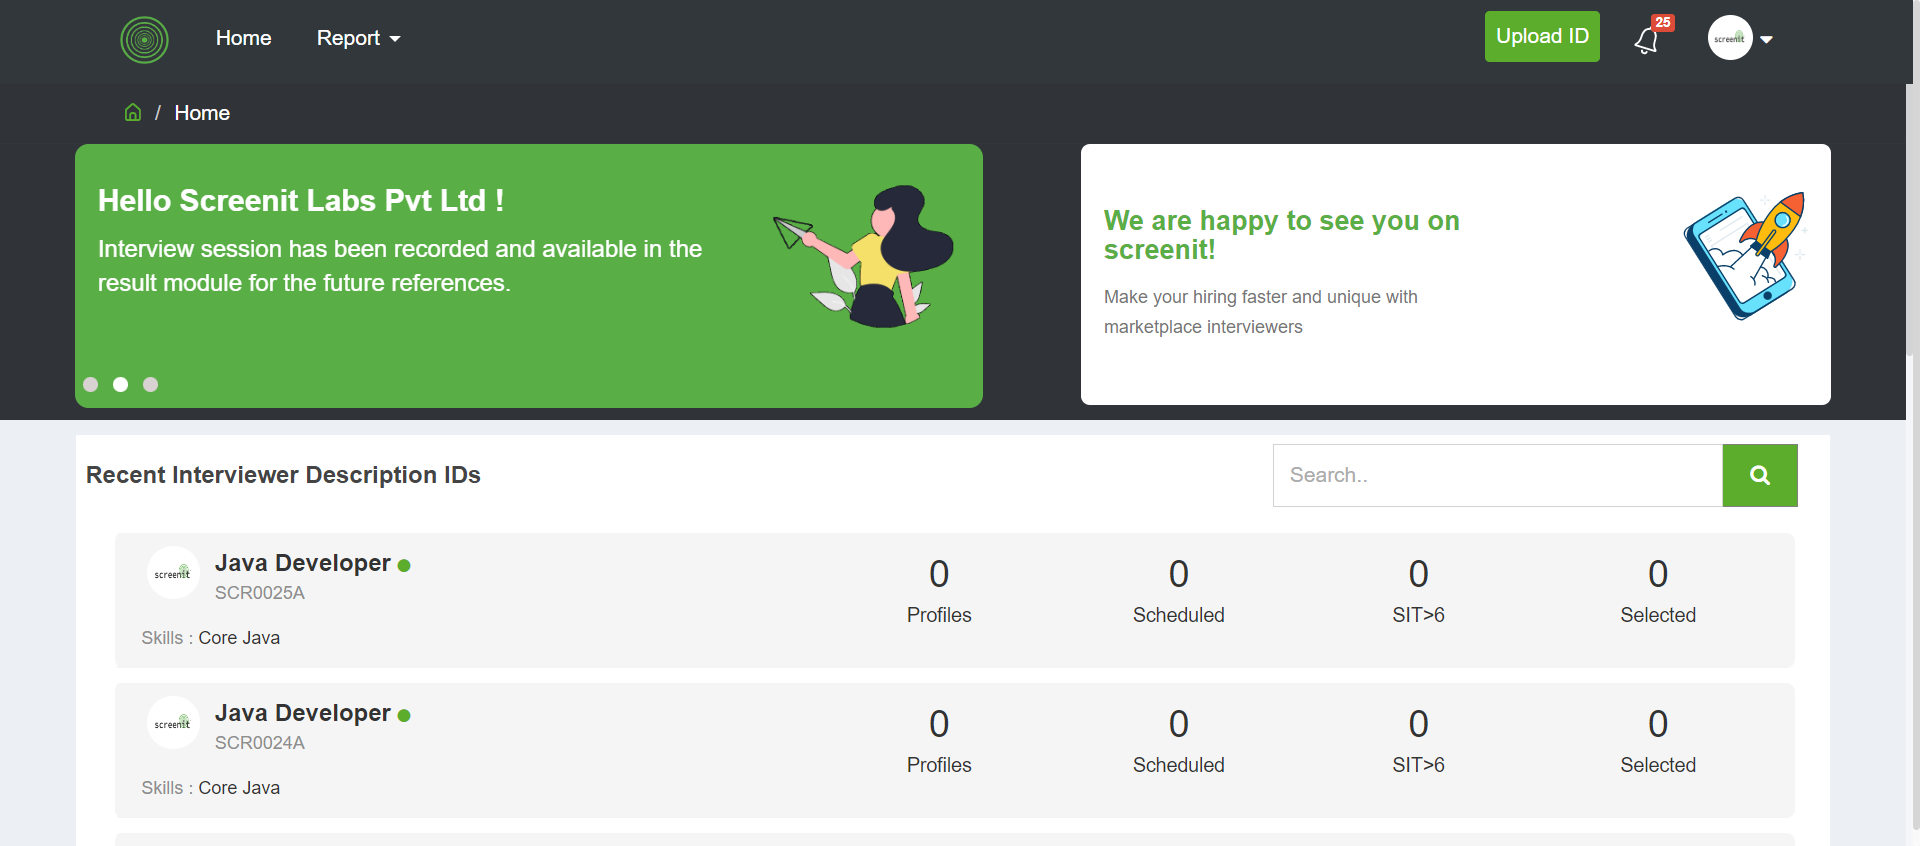 Home
Report
Upload ID
25
screenit
/ Home
Hello Screenit Labs Pvt Ltd !
Interview session has been recorded and available in the
result module for the future references.
We are happy to see you on
screenit!
Make your hiring faster and unique with
marketplace interviewers
Recent Interviewer Description IDs
Search..
screenit
Java Developer
SCR0025A
Skills : Core Java
0
Profiles
0
Scheduled
0
SIT>6
0
Selected
screenit
Java Developer
SCR0024A
Skills : Core Java
0
Profiles
0
Scheduled
0
SIT>6
0
Selected